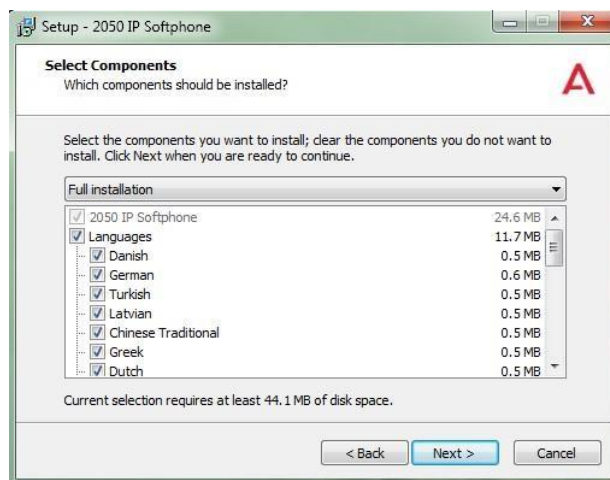 Setup - 2050 IP Softphone
Select Components
Which components should be installed?
Select the components you want to install; clear the components you do not want to
install. Click Next when you are ready to continue.
Full installation
2050 IP Softphone 24.6 MB
Languages 11.7 MB
Danish 0.5 MB
German 0.6 MB
Turkish 0.5 MB
Latvian 0.5 MB
Chinese Traditional 0.5 MB
Greek 0.5 MB
Dutch 0.5 MB
Current selection requires at least 44.1 MB of disk space.
< Back Next > Cancel